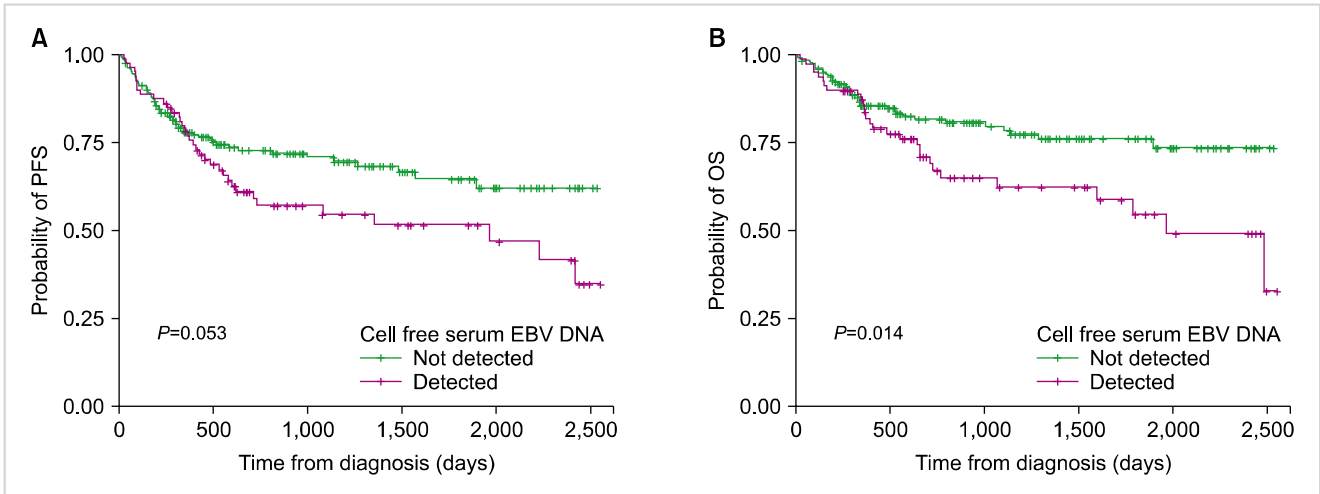 A
1.00
0.75
0.50
0.25
0.00
Probability of PFS
P=0.053
Cell free serum EBV DNA
Not detected
Detected
0 500 1,000 1,500 2,000 2,500
Time from diagnosis (days)
B
1.00
0.75
0.50
0.25
0.00
Probability of OS
P=0.014
Cell free serum EBV DNA
Not detected
Detected
0 500 1,000 1,500 2,000 2,500
Time from diagnosis (days)